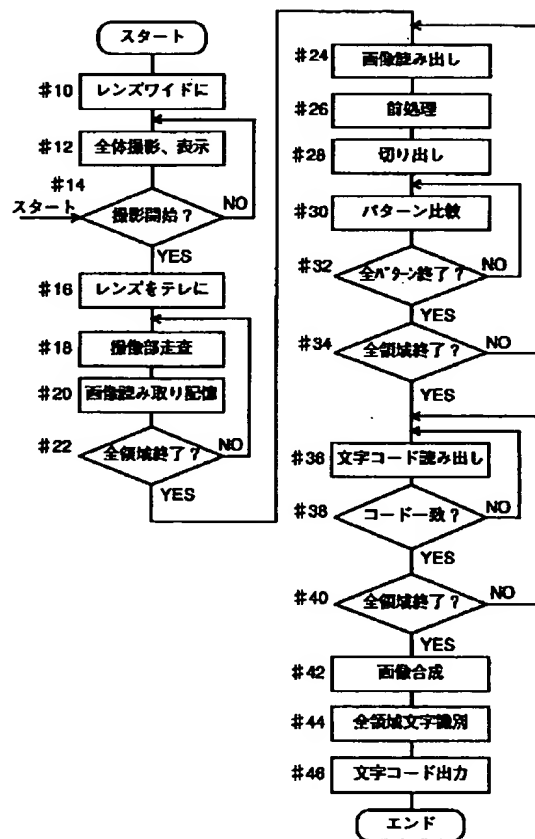 スタート
#10 レンズワイドに
#12 全体撮影、表示
#14
スタート
撮影開始?
NO
YES
#16 レンズをテレに
#18 撮像部走査
#20 画像読み取り記憶
#22 全領域終了?
NO
YES
#24 画像読み出し
#26 前処理
#28 切り出し
#30 パターン比較
#32 全パターン終了?
NO
YES
#34 全領域終了?
NO
YES
#36 文字コード読み出し
#38 コード一致?
NO
YES
#40 全領域終了?
NO
YES
#42 画像合成
#44 全領域文字識別
#46 文字コード出力
エンド